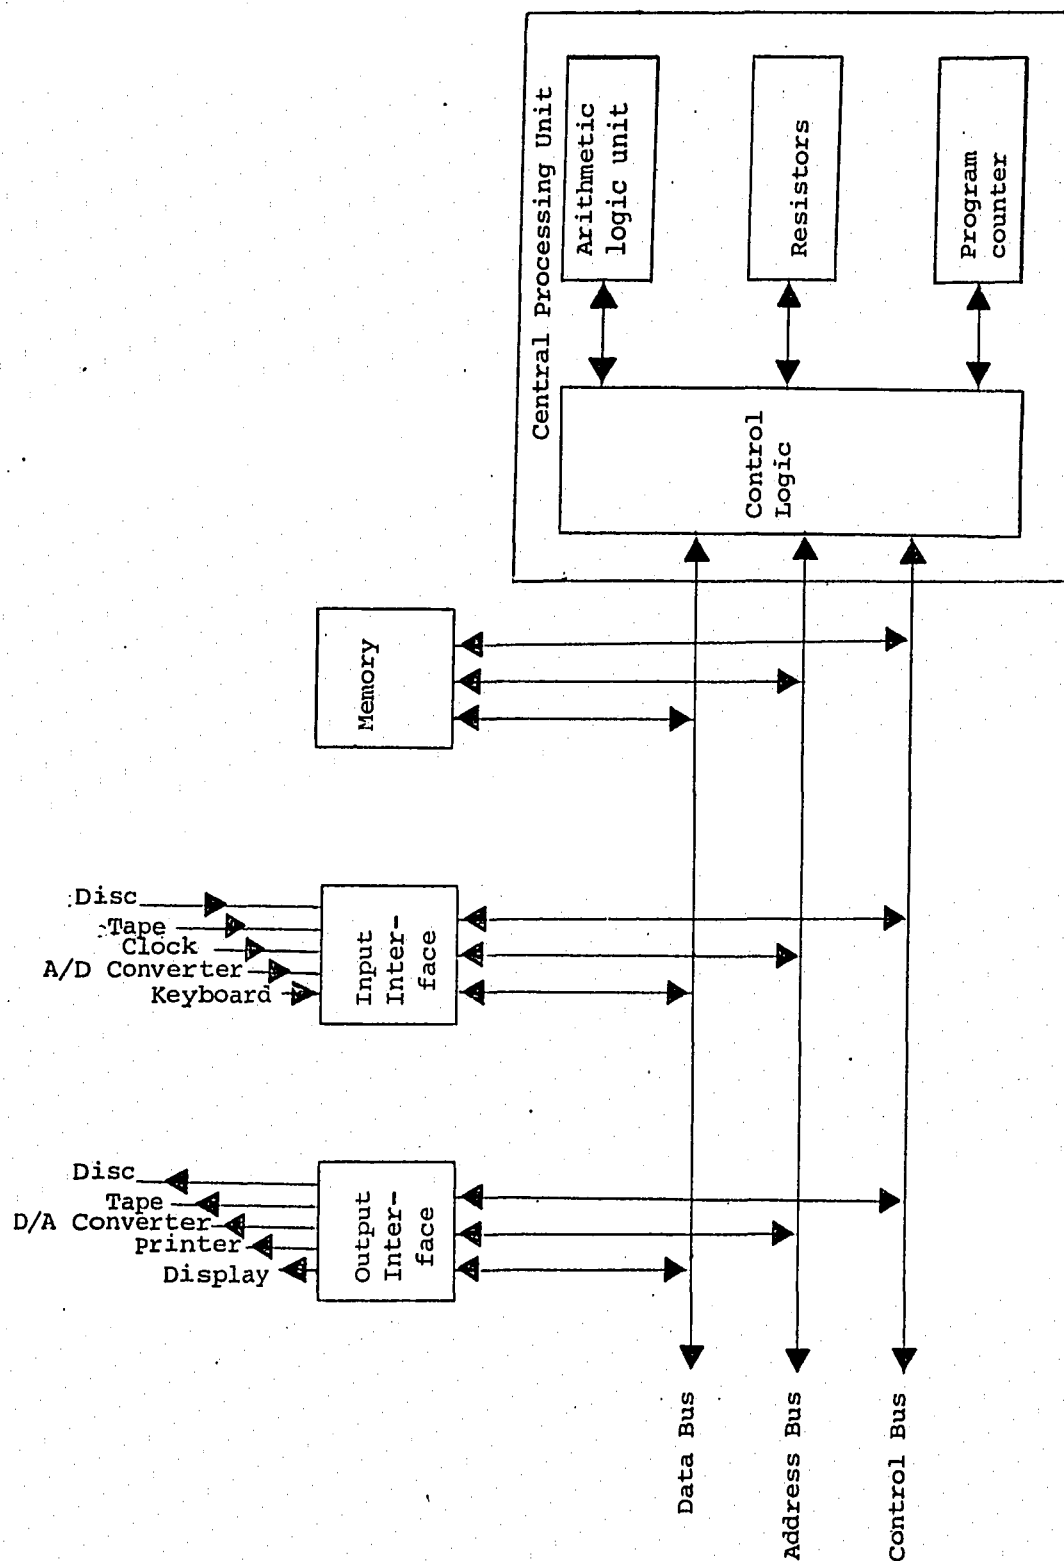 Central Processing Unit
Arithmetic
logic unit
Resistors
Program
counter
Control
Logic
Memory
Disc
Tape
Clock
A/D Converter
Keyboard
Input
Inter-
face
Disc
Tape
D/A Converter
Printer
Display
Output
Inter-
face
Data Bus
Address Bus
Control Bus